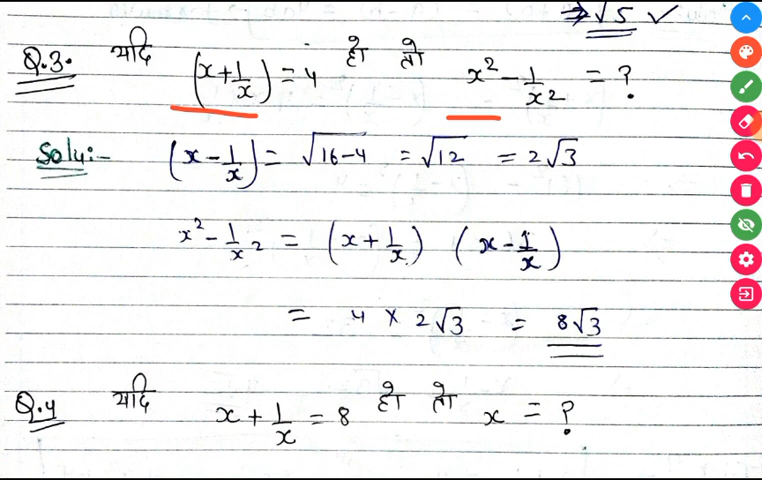 ⇒ √5 ✓
Q.3. यदि (x + 1/x) = 4 हो तो x² - 1/x² = ?
Solu:- (x - 1/x) = √16-4 = √12 = 2√3
x² - 1/x² = (x + 1/x) (x - 1/x)
= 4 × 2√3 = 8√3
Q.4 यदि x + 1/x = 8 हो तो x = ?